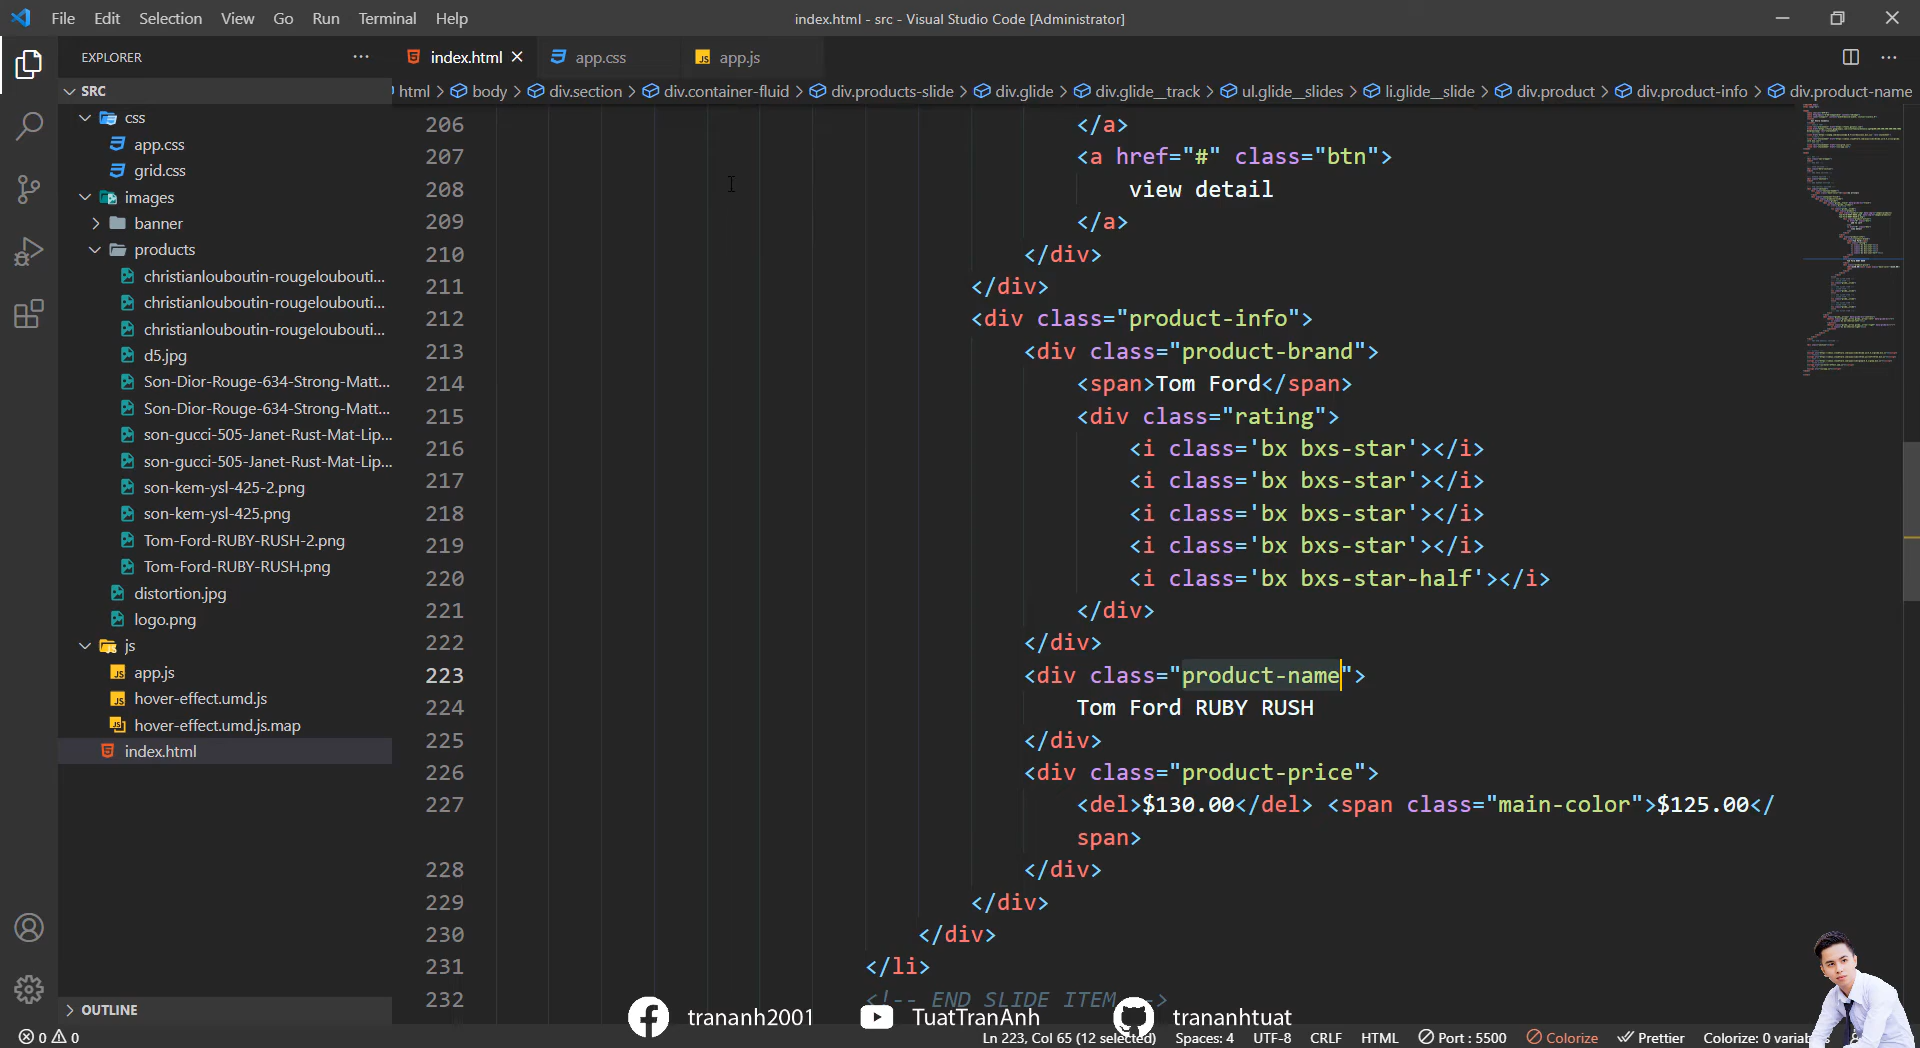 File Edit Selection View Go Run Terminal Help
index.html - src - Visual Studio Code [Administrator]
EXPLORER
index.html
app.css
app.js
SRC
html > body > div.section > div.container-fluid > div.products-slide > div.glide > div.glide__track > ul.glide__slides > li.glide__slide > div.product > div.product-info > div.product-name
css
app.css
grid.css
images
banner
products
christianlouboutin-rougeloubouti...
christianlouboutin-rougeloubouti...
christianlouboutin-rougeloubouti...
d5.jpg
Son-Dior-Rouge-634-Strong-Matt...
Son-Dior-Rouge-634-Strong-Matt...
son-gucci-505-Janet-Rust-Mat-Lip...
son-gucci-505-Janet-Rust-Mat-Lip...
son-kem-ysl-425-2.png
son-kem-ysl-425.png
Tom-Ford-RUBY-RUSH-2.png
Tom-Ford-RUBY-RUSH.png
distortion.jpg
logo.png
js
app.js
hover-effect.umd.js
hover-effect.umd.js.map
index.html
OUTLINE
206 </a>
207 <a href="#" class="btn">
208 view detail
209 </a>
210 </div>
211 </div>
212 <div class="product-info">
213 <div class="product-brand">
214 <span>Tom Ford</span>
215 <div class="rating">
216 <i class='bx bxs-star'></i>
217 <i class='bx bxs-star'></i>
218 <i class='bx bxs-star'></i>
219 <i class='bx bxs-star'></i>
220 <i class='bx bxs-star-half'></i>
221 </div>
222 </div>
223 <div class="product-name">
224 Tom Ford RUBY RUSH
225 </div>
226 <div class="product-price">
227 <del>$130.00</del> <span class="main-color">$125.00</
span>
228 </div>
229 </div>
230 </div>
231 </li>
232 <!-- END SLIDE ITEM -->
trananh2001
TuatTranAnh
trananhtuat
0 0
Ln 223, Col 65 (12 selected) Spaces: 4 UTF-8 CRLF HTML Port : 5500 Colorize Prettier Colorize: 0 variab